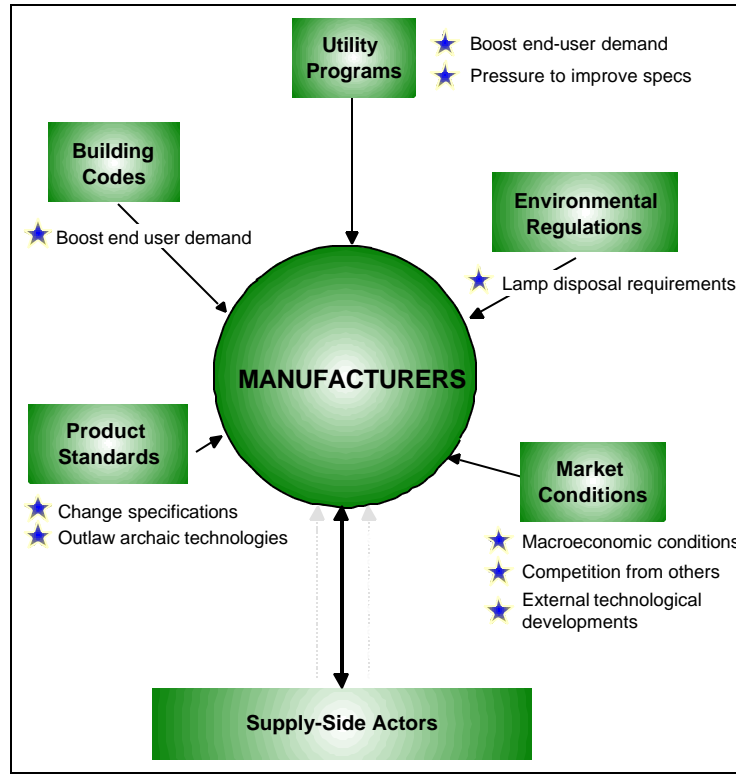 Utility
Programs
Boost end-user demand
Pressure to improve specs
Building
Codes
Boost end user demand
Environmental
Regulations
Lamp disposal requirements
MANUFACTURERS
Product
Standards
Change specifications
Outlaw archaic technologies
Market
Conditions
Macroeconomic conditions
Competition from others
External technological
developments
Supply-Side Actors